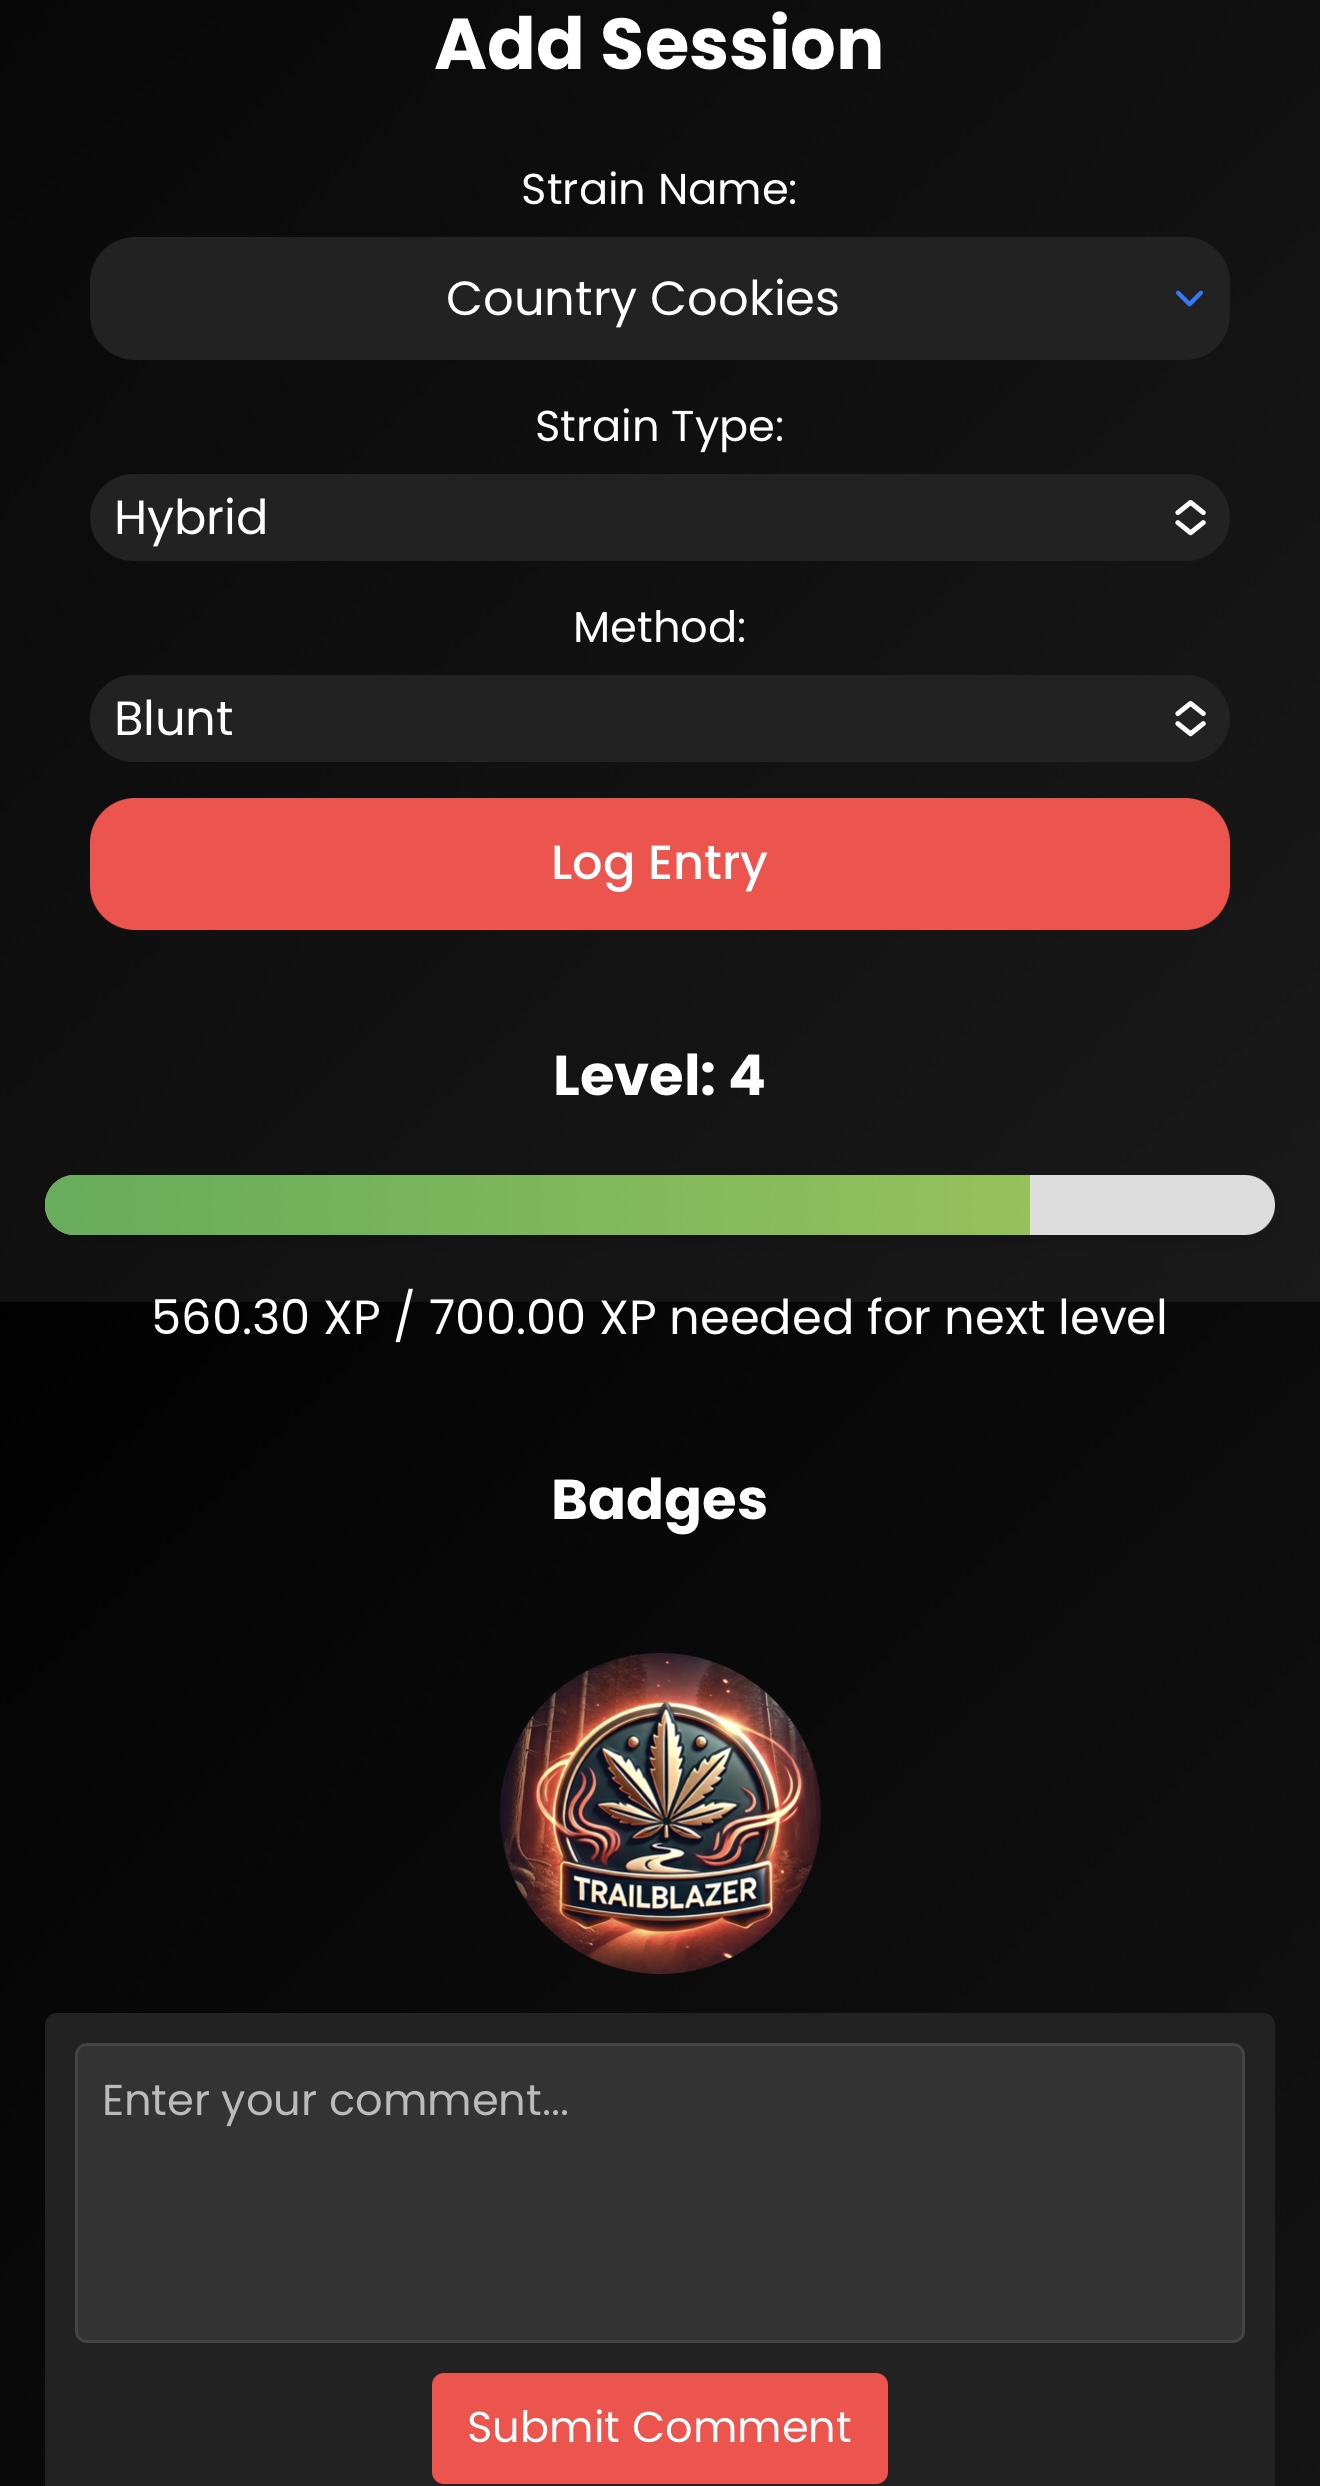 Add Session
Strain Name:
Country Cookies
Strain Type:
Hybrid
Method:
Blunt
Log Entry
Level: 4
560.30 XP / 700.00 XP needed for next level
Badges
TRAILBLAZER
Enter your comment...
Submit Comment